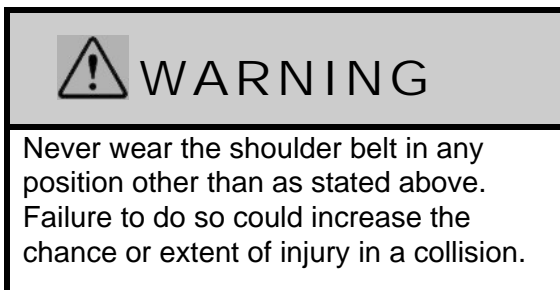 WARNING
Never wear the shoulder belt in any
position other than as stated above.
Failure to do so could increase the
chance or extent of injury in a collision.